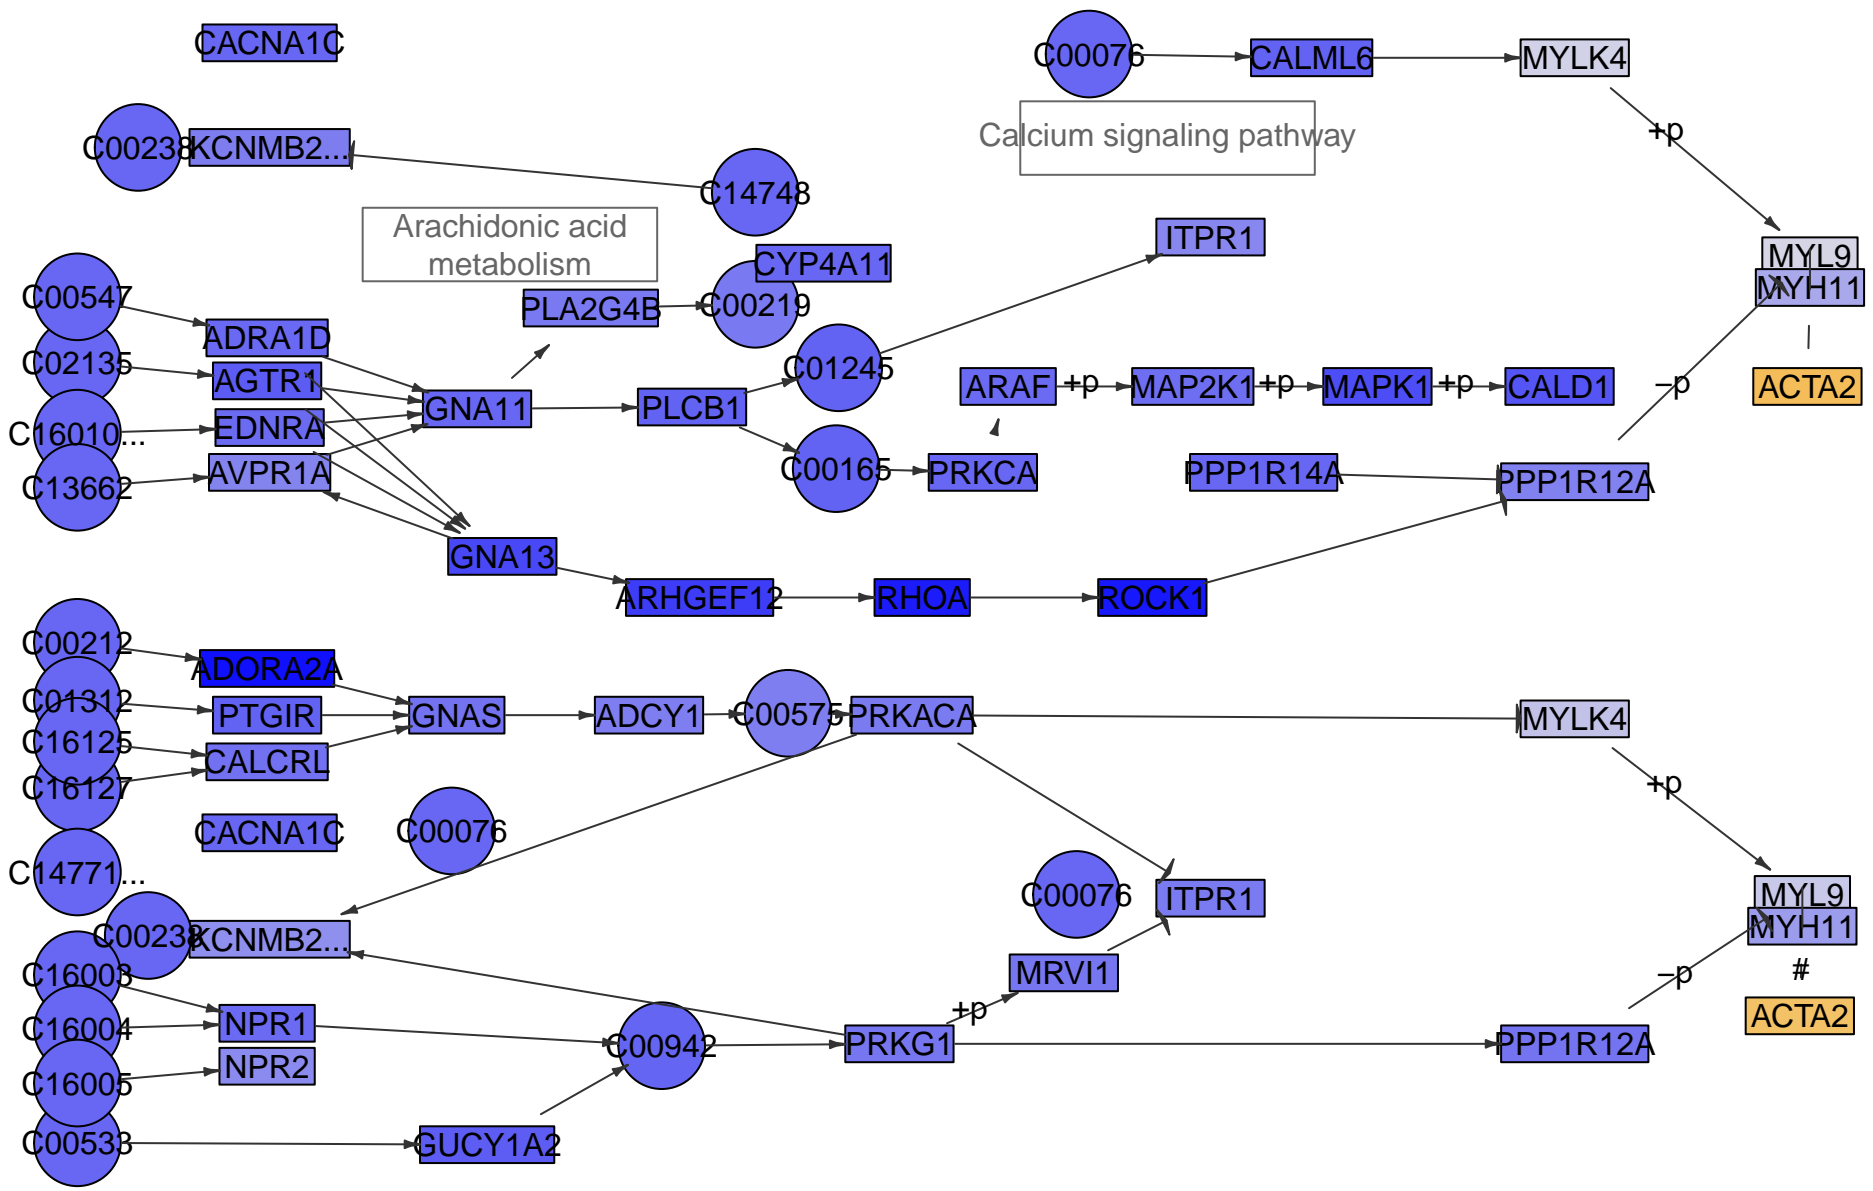 CACNA1C
C00076
CALML6
MYLK4
+p
Calcium signaling pathway
C00238
KCNMB2...
C14748
Arachidonic acid
metabolism
ITPR1
CYP4A11
C00219
PLA2G4B
MYL9
MYH11
C00547
ADRA1D
C02135
AGTR1
GNA11
PLCB1
C01245
ARAF
+p
MAP2K1
+p
MAPK1
+p
CALD1
−p
ACTA2
C16010...
EDNRA
C13662
AVPR1A
C00165
PRKCA
PPP1R14A
PPP1R12A
GNA13
ARHGEF12
RHOA
ROCK1
C00212
ADORA2A
C01312
PTGIR
GNAS
ADCY1
C00575
PRKACA
MYLK4
C16125
CALCRL
C16127
+p
CACNA1C
C00076
C14771...
C00076
ITPR1
MYL9
MYH11
C00238
KCNMB2...
C16003
MRVI1
−p
#
+p
ACTA2
C16004
NPR1
C00942
PRKG1
PPP1R12A
C16005
NPR2
C00533
GUCY1A2